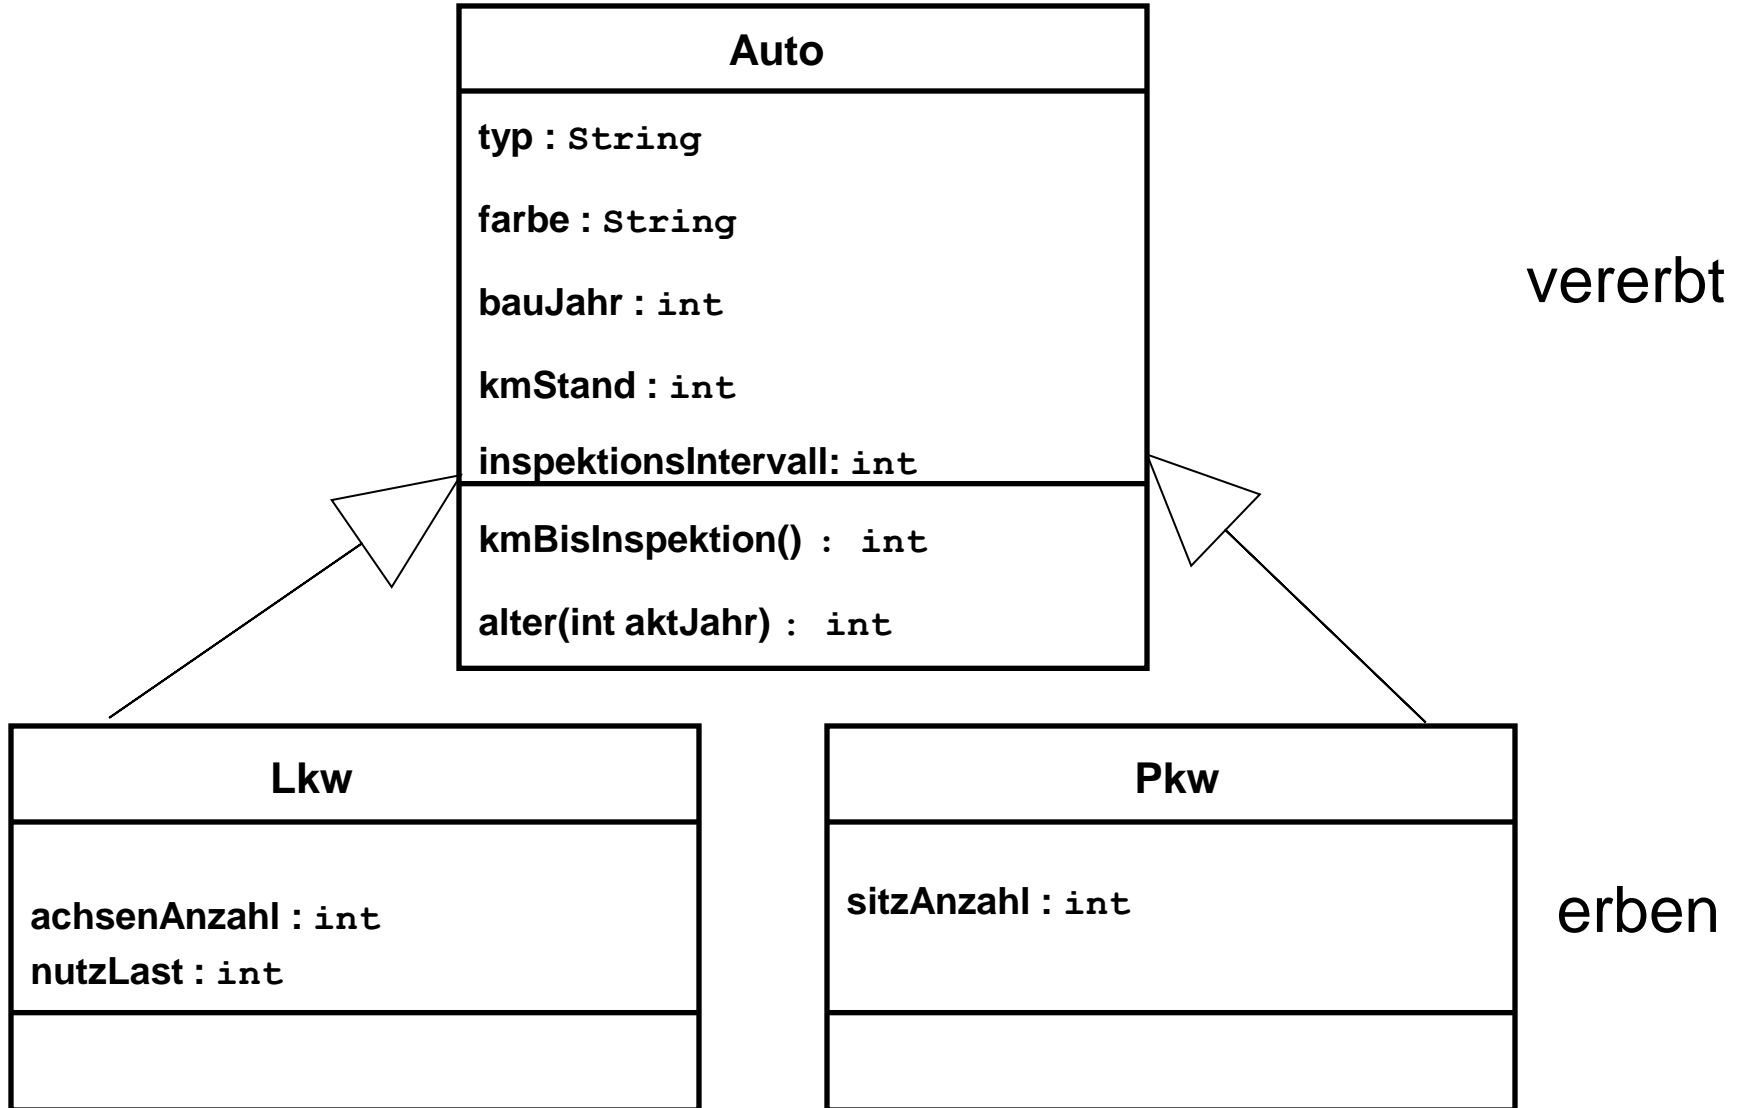 Auto
typ : String
farbe : String
bauJahr : int
kmStand : int
inspektionsIntervall: int
kmBisInspektion() : int
alter(int aktJahr) : int
vererbt
Lkw
achsenAnzahl : int
nutzLast : int
Pkw
sitzAnzahl : int
erben